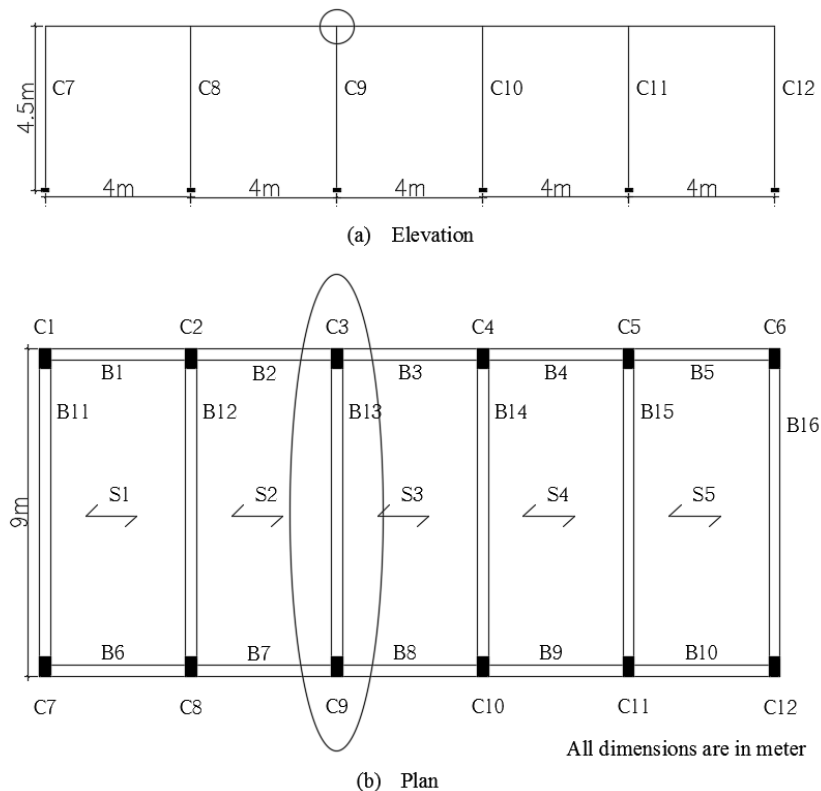 C7 C8 C9 C10 C11 C12
4.5m
4m 4m 4m 4m 4m
(a) Elevation
C1 C2 C3 C4 C5 C6
B1 B2 B3 B4 B5
B11 B12 B13 B14 B15 B16
9m
S1 S2 S3 S4 S5
B6 B7 B8 B9 B10
C7 C8 C9 C10 C11 C12
All dimensions are in meter
(b) Plan